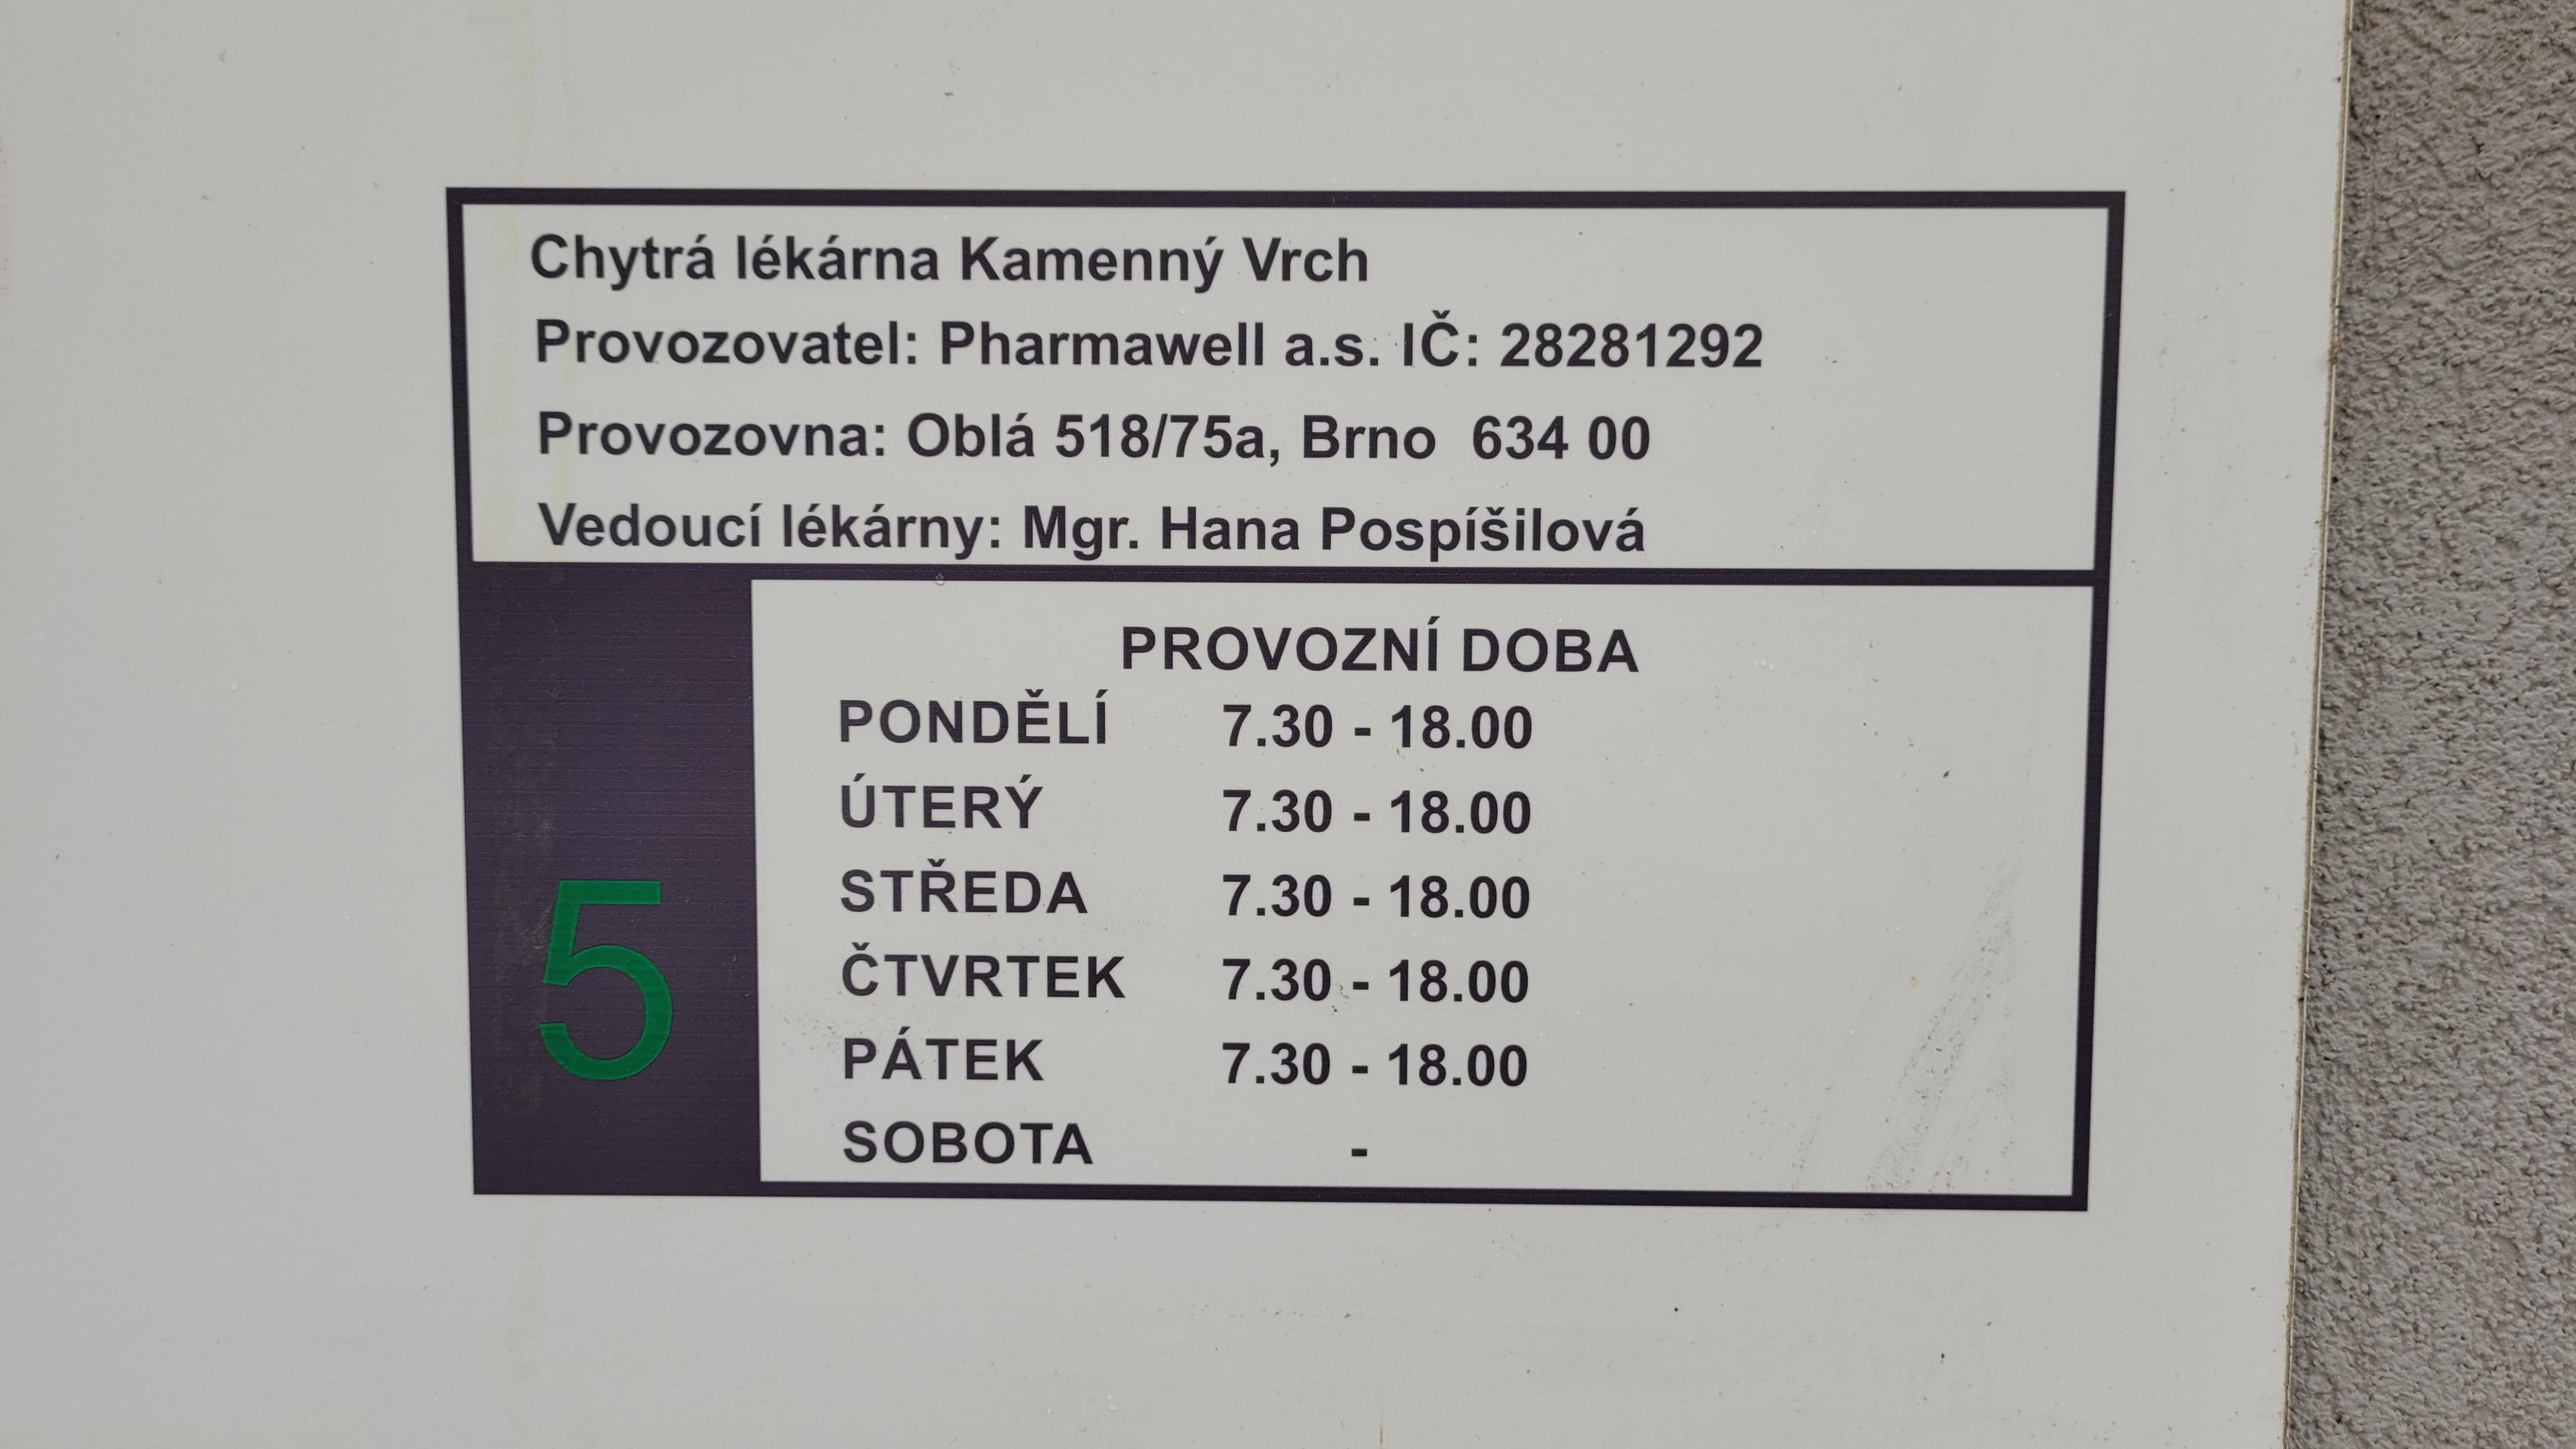 Chytrá lékárna Kamenný Vrch
Provozovatel: Pharmawell a.s. IČ: 28281292
Provozovna: Oblá 518/75a, Brno 634 00
Vedoucí lékárny: Mgr. Hana Pospíšilová
5
PROVOZNÍ DOBA
PONDĚLÍ 7.30 - 18.00
ÚTERÝ 7.30 - 18.00
STŘEDA 7.30 - 18.00
ČTVRTEK 7.30 - 18.00
PÁTEK 7.30 - 18.00
SOBOTA -